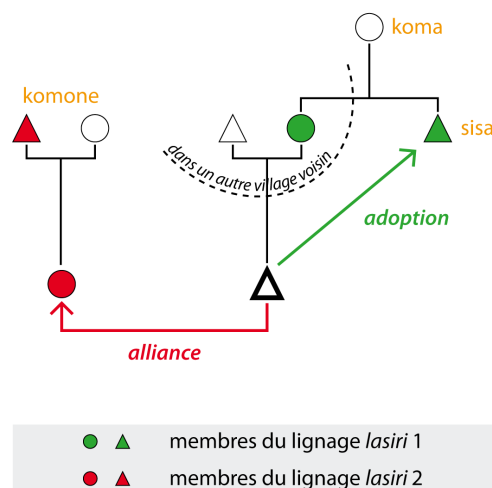 koma
komone
sisa
dans un autre village voisin
adoption
alliance
membres du lignage lasiri 1
membres du lignage lasiri 2